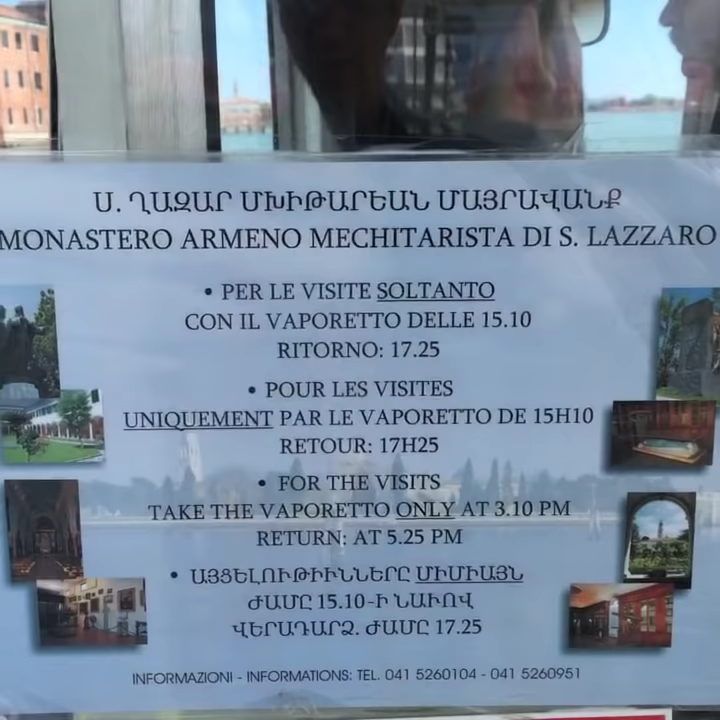 Ս. ՂԱԶԱՐ ՄԽԻԹԱՐԵԱՆ ՄԱՅՐԱՎԱՆՔ
MONASTERO ARMENO MECHITARISTA DI S. LAZZARO
• PER LE VISITE SOLTANTO
CON IL VAPORETTO DELLE 15.10
RITORNO: 17.25
• POUR LES VISITES
UNIQUEMENT PAR LE VAPORETTO DE 15H10
RETOUR: 17H25
• FOR THE VISITS
TAKE THE VAPORETTO ONLY AT 3.10 PM
RETURN: AT 5.25 PM
• ԱՅՑԵԼՈՒԹԻՒՆՆԵՐԸ ՄԻՄԻԱՅՆ
ԺԱՄԸ 15.10-Ի ՆԱՒՈՎ
ՎԵՐԱԴԱՐՁ. ԺԱՄԸ 17.25
INFORMAZIONI - INFORMATIONS: TEL. 041 5260104 - 041 5260951